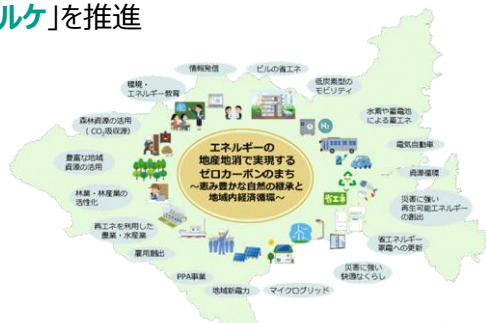 ルケ」を推進
情報発信
ビルの省エネ
環境・
エネルギー教育
低炭素型の
モビリティ
森林資源の活用
(CO₂吸収源)
水素や蓄電池
による蓄エネ
豊富な地域
資源の活用
電気自動車
エネルギーの
地産地消で実現する
ゼロカーボンのまち
～恵み豊かな自然の継承と
地域内経済循環～
資源循環
林業・林産業の
活性化
災害に強い
再生可能エネルギー
の創出
省エネ
再エネを利用した
農業・水産業
省エネルギー
家電への更新
雇用創出
災害に強い
快適なくらし
PPA事業
地域新電力
マイクログリッド